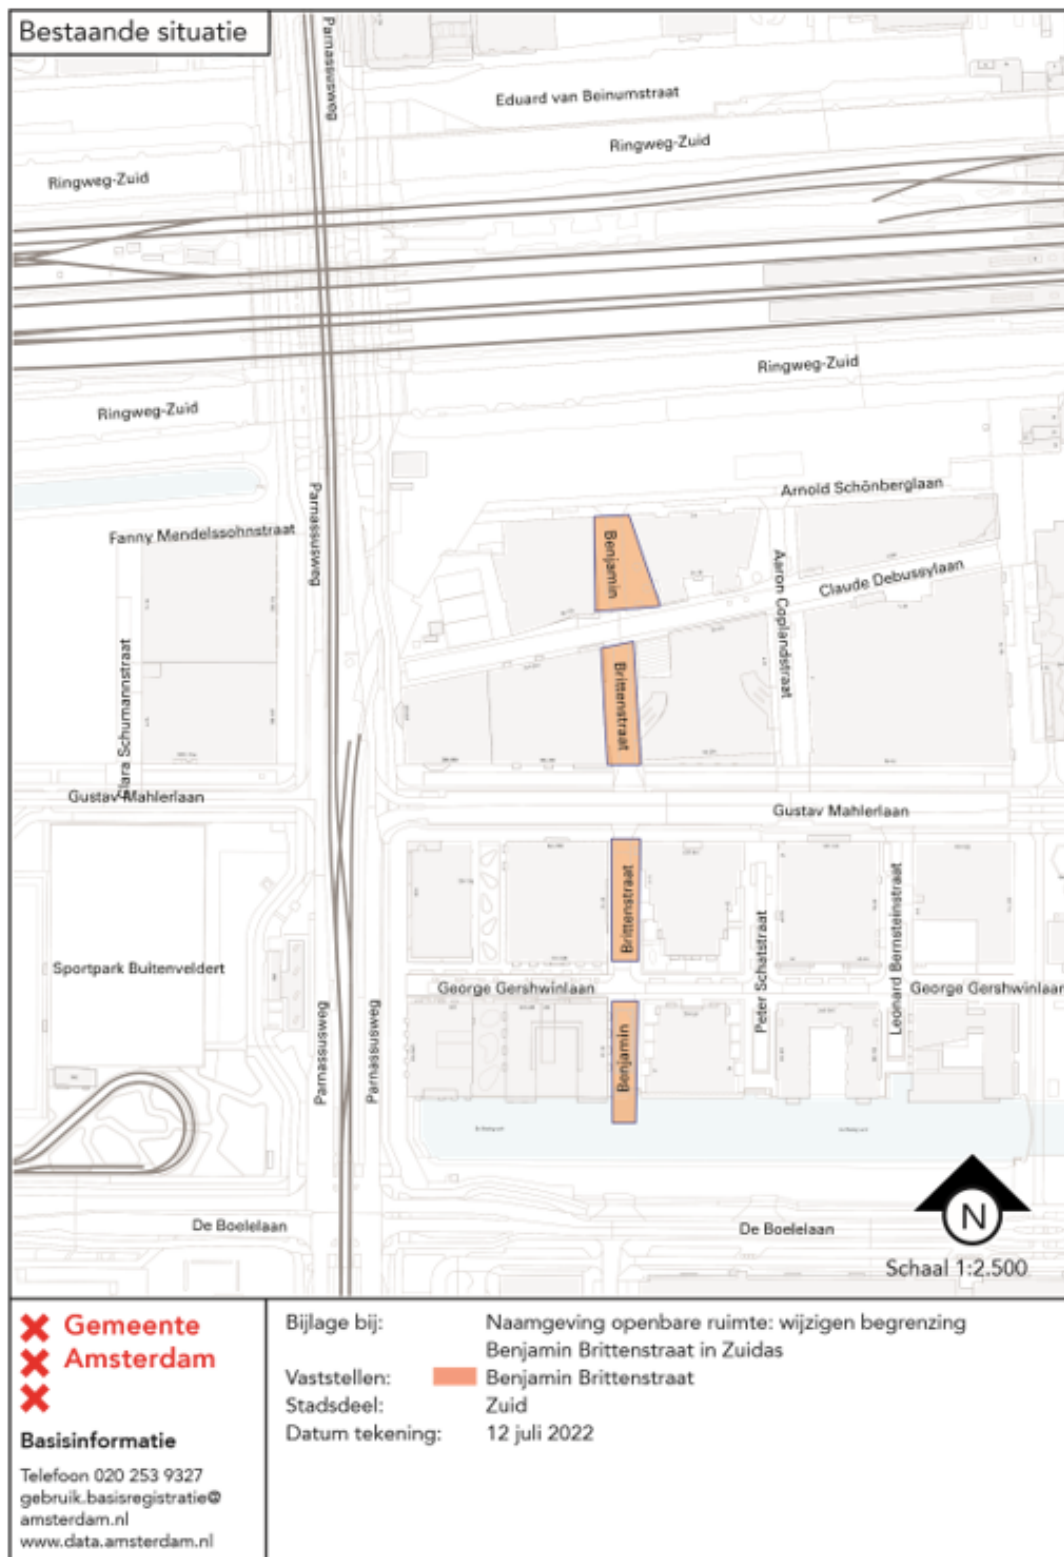 Bestaande situatie
Parnassusweg
Eduard van Beinumstraat
Ringweg-Zuid
Ringweg-Zuid
Ringweg-Zuid
Ringweg-Zuid
Arnold Schönberglaan
Parnassusweg
Fanny Mendelssohnstraat
Benjamin
Aaron Coplandstraat
Claude Debussylaan
Clara Schumannstraat
Brittenstraat
Gustav Mahlerlaan
Gustav Mahlerlaan
Brittenstraat
Peter Schatstraat
Leonard Bernsteinstraat
Sportpark Buitenveldert
George Gershwinlaan
George Gershwinlaan
Parnassusweg
Parnassusweg
Benjamin
De Boelelaan
De Boelelaan
N
Schaal 1:2.500
Gemeente
Amsterdam
Basisinformatie
Telefoon 020 253 9327
gebruik.basisregistratie@
amsterdam.nl
www.data.amsterdam.nl
Bijlage bij: Naamgeving openbare ruimte: wijzigen begrenzing
Benjamin Brittenstraat in Zuidas
Vaststellen: Benjamin Brittenstraat
Stadsdeel: Zuid
Datum tekening: 12 juli 2022